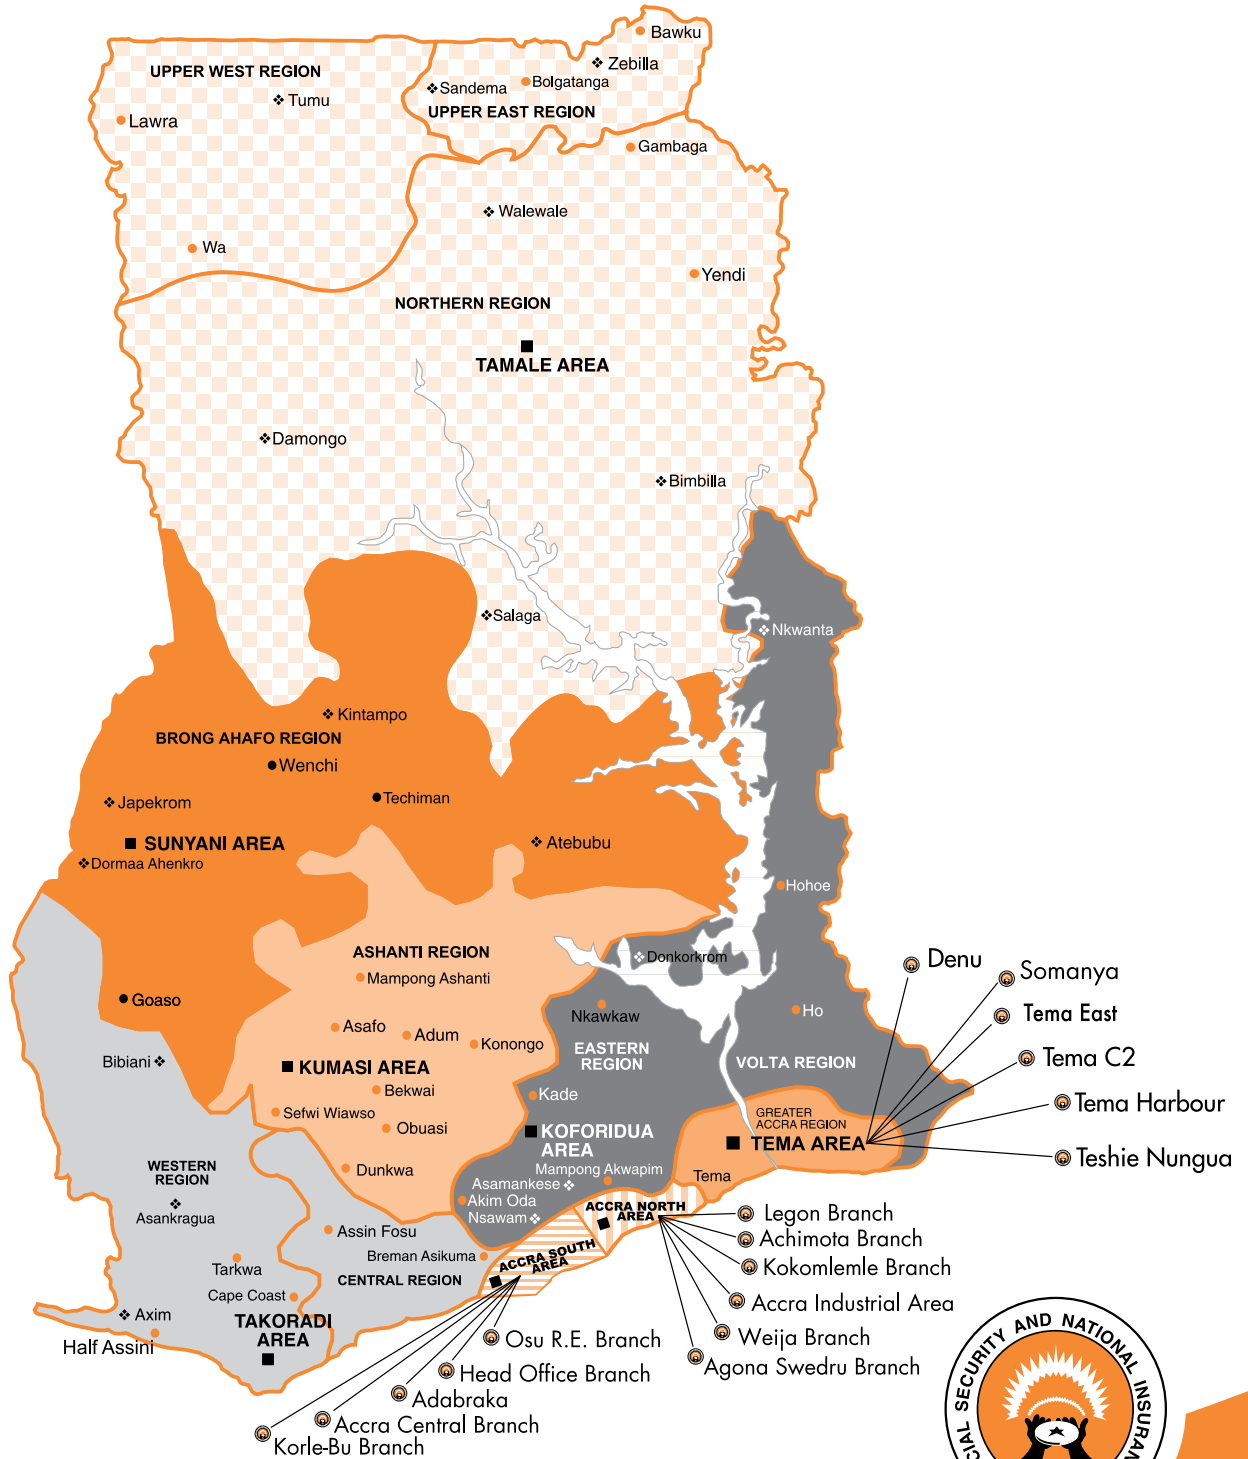 Bawku
Zebilla
UPPER WEST REGION
Bolgatanga
Sandema
Tumu
UPPER EAST REGION
Lawra
Gambaga
Walewale
Wa
Yendi
NORTHERN REGION
TAMALE AREA
Damongo
Bimbilla
Salaga
Nkwanta
Kintampo
BRONG AHAFO REGION
Wenchi
Techiman
Japekrom
SUNYANI AREA
Atebubu
Dormaa Ahenkro
Hohoe
ASHANTI REGION
Donkorkrom
Denu
Somanya
Mampong Ashanti
Goaso
Ho
Nkawkaw
Tema East
Asafo
Adum
Konongo
EASTERN
REGION
VOLTA REGION
Bibiani
Tema C2
KUMASI AREA
Bekwai
Kade
Tema Harbour
Sefwi Wiawso
GREATER
ACCRA REGION
Obuasi
KOFORIDUA
AREA
TEMA AREA
Teshie Nungua
WESTERN
REGION
Dunkwa
Mampong Akwapim
Tema
Asamankese
Akim Oda
Asankragua
Nsawam
ACCRA NORTH
AREA
Legon Branch
Assin Fosu
Achimota Branch
Breman Asikuma
ACCRA SOUTH
AREA
Kokomlemle Branch
Tarkwa
CENTRAL REGION
Cape Coast
Accra Industrial Area
Axim
TAKORADI
AREA
Half Assini
Osu R.E. Branch
Weija Branch
Head Office Branch
Agona Swedru Branch
Adabraka
Accra Central Branch
Korle-Bu Branch
CIAL SECURITY AND NATIONAL INSURAN